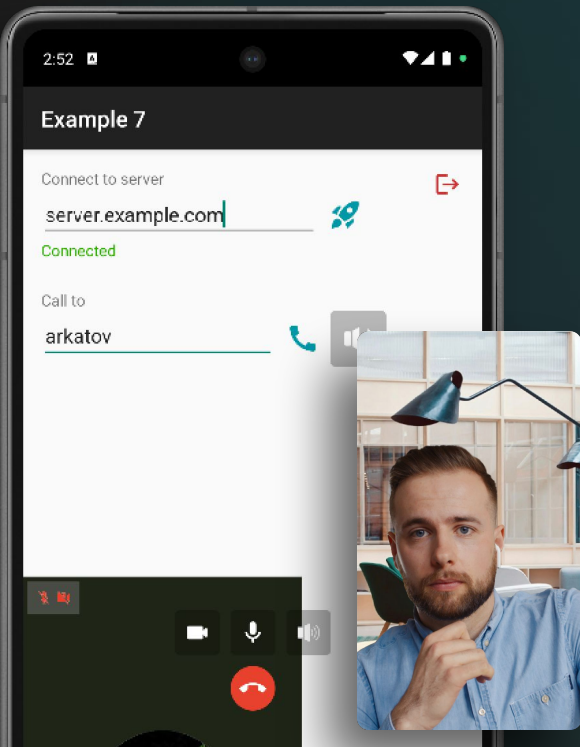 2:52
Example 7
Connect to server
server.example.com
Connected
Call to
arkatov